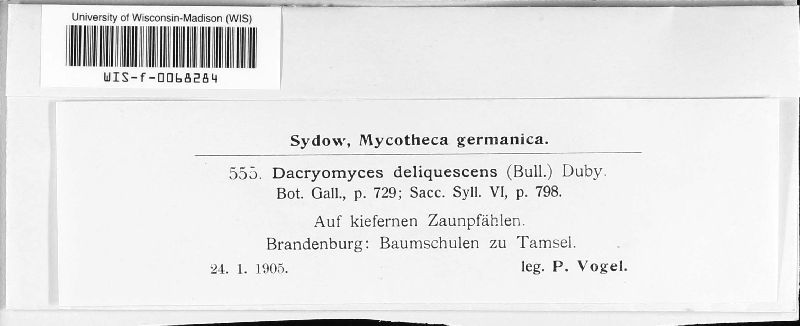 University of Wisconsin-Madison (WIS)
WIS-f-0068284
Sydow, Mycotheca germanica.
555. Dacryomyces deliquescens (Bull.) Duby.
Bot. Gall., p. 729; Sacc. Syll. VI, p. 798.
Auf kiefernen Zaunpfählen.
Brandenburg: Baumschulen zu Tamsel.
24. 1. 1905. leg. P. Vogel.